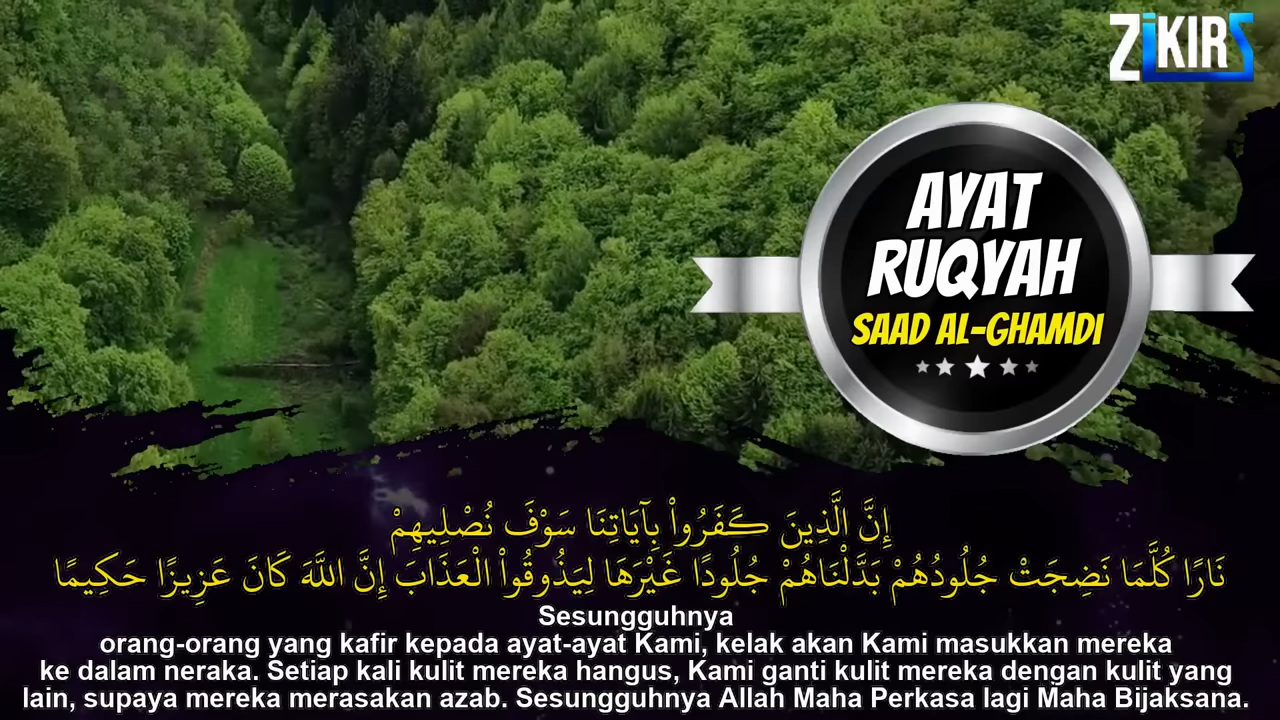 ZiKIRS
AYAT
RUQYAH
SAAD AL-GHAMDI
إِنَّ الَّذِينَ كَفَرُواْ بِآيَاتِنَا سَوْفَ نُصْلِيهِمْ
نَارًا كُلَّمَا نَضِجَتْ جُلُودُهُمْ بَدَّلْنَاهُمْ جُلُودًا غَيْرَهَا لِيَذُوقُواْ الْعَذَابَ إِنَّ اللَّهَ كَانَ عَزِيزًا حَكِيمًا
Sesungguhnya
orang-orang yang kafir kepada ayat-ayat Kami, kelak akan Kami masukkan mereka
ke dalam neraka. Setiap kali kulit mereka hangus, Kami ganti kulit mereka dengan kulit yang
lain, supaya mereka merasakan azab. Sesungguhnya Allah Maha Perkasa lagi Maha Bijaksana.